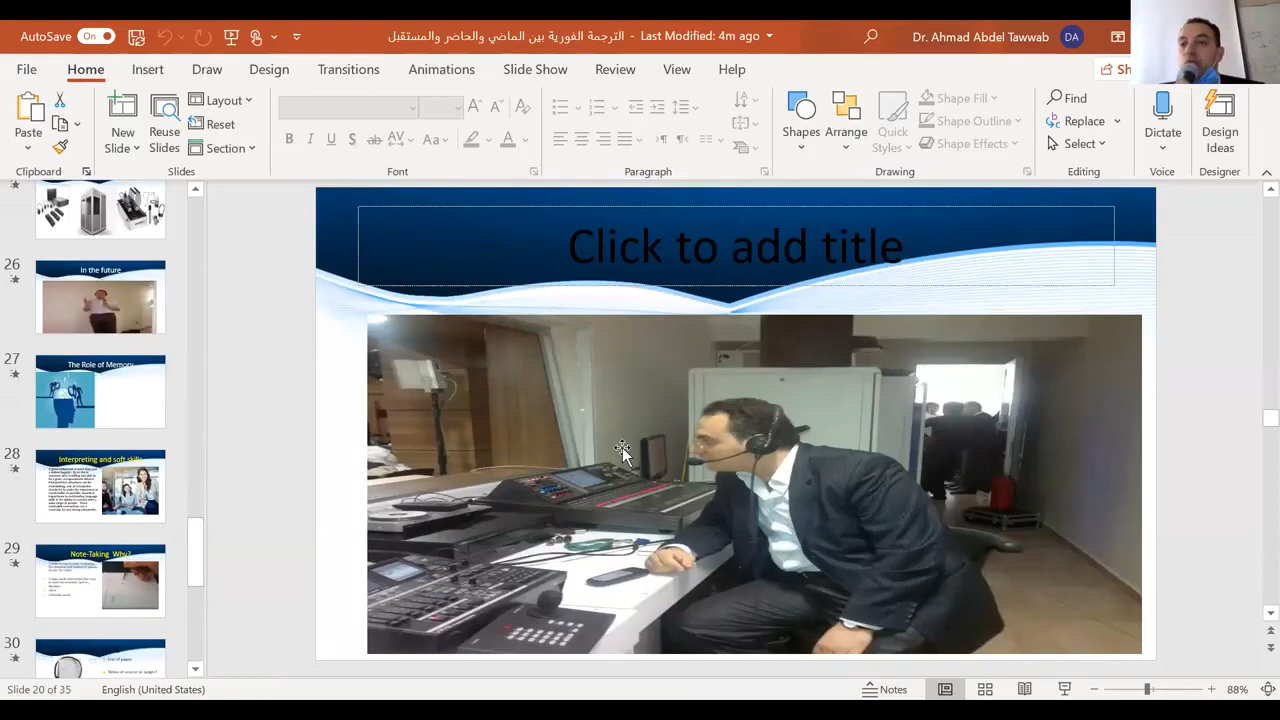 AutoSave On
الترجمة الفورية بين الماضي والحاضر والمستقبل - Last Modified: 4m ago
Dr. Ahmad Abdel Tawwab DA
File Home Insert Draw Design Transitions Animations Slide Show Review View Help Sh
Paste
New Slide
Reuse Slides
Layout
Reset
Section
B I U S ab AV Aa A
Shapes
Arrange
Quick Styles
Shape Fill
Shape Outline
Shape Effects
Find
Replace
Select
Dictate
Design Ideas
Clipboard Slides Font Paragraph Drawing Editing Voice Designer
Click to add title
26
In the future
27
The Role of Memory
28
Interpreting and soft skills
29
Note-Taking Why?
30
Slide 20 of 35 English (United States) Notes 88%